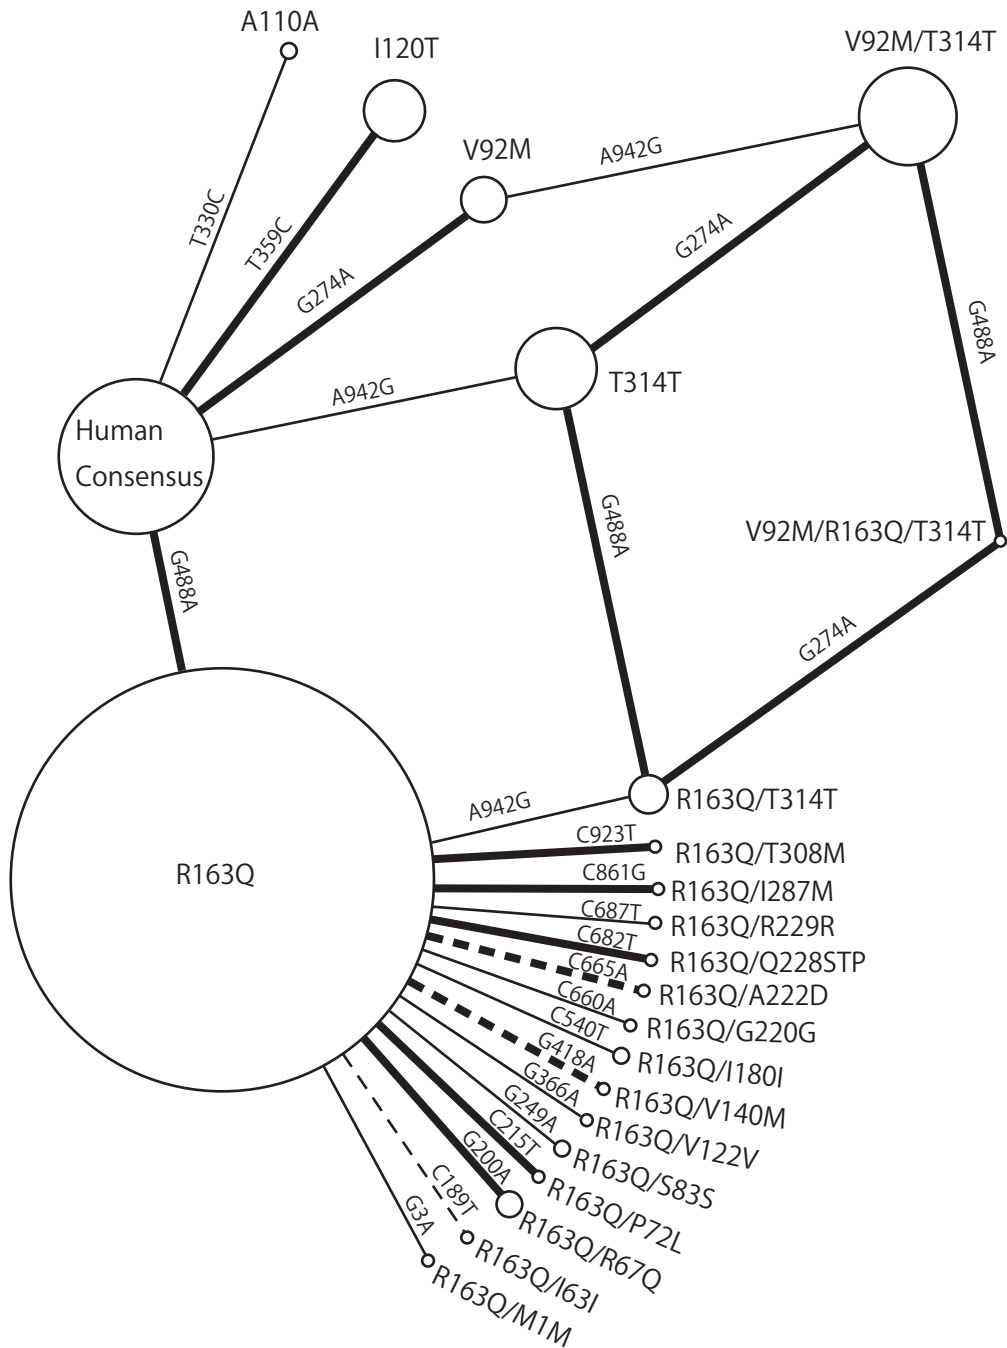 A110A
I120T
V92M/T314T
V92M
A942G
T330C
T359C
G274A
G274A
G488A
A942G
T314T
Human
Consensus
G488A
V92M/R163Q/T314T
G488A
G274A
A942G
R163Q/T314T
R163Q
C923T
R163Q/T308M
C861G
R163Q/I287M
C687T
R163Q/R229R
C682T
R163Q/Q228STP
C665A
R163Q/A222D
C660A
R163Q/G220G
C540T
R163Q/I180I
G418A
R163Q/V140M
G366A
R163Q/V122V
G249A
R163Q/S83S
C215T
R163Q/P72L
G200A
R163Q/R67Q
C189T
R163Q/I63I
G3A
R163Q/M1M